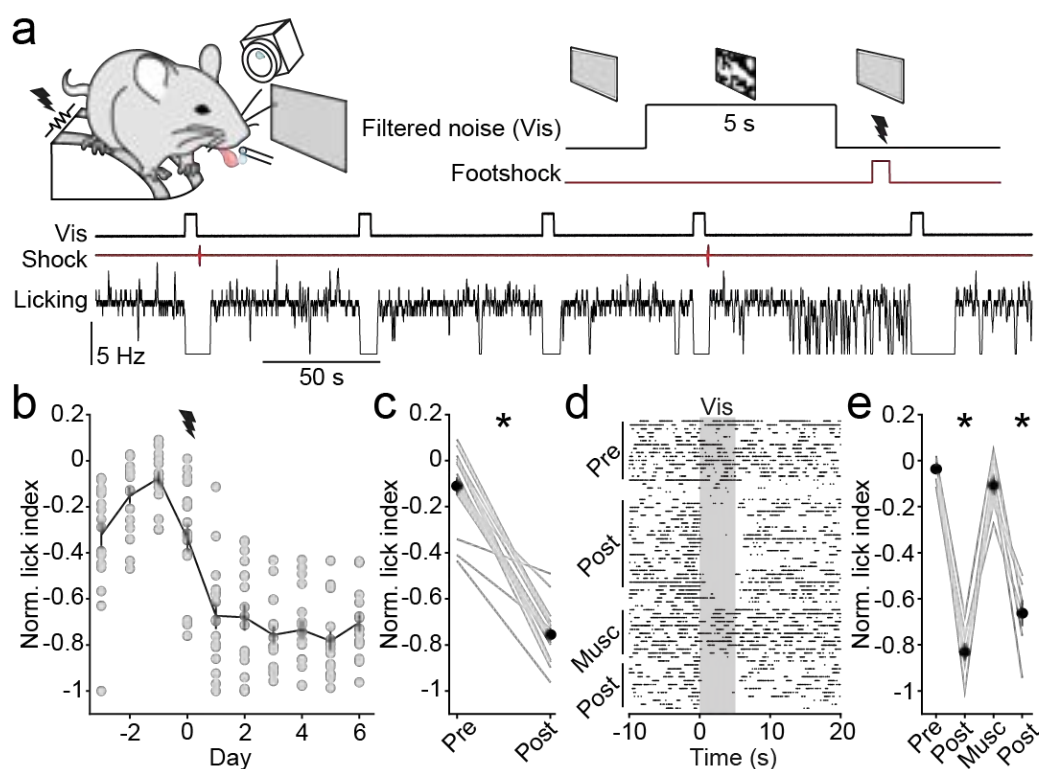 a
Filtered noise (Vis)
5 s
Footshock
Vis
Shock
Licking
5 Hz
50 s
b
Norm. lick index
0.2
0
-0.2
-0.4
-0.6
-0.8
-1
-2 0 2 4 6
Day
c
*
Norm. lick index
0.2
0
-0.2
-0.4
-0.6
-0.8
-1
Pre Post
d
Vis
Pre
Post
Musc
Post
-10 0 10 20
Time (s)
e
* *
Norm. lick index
0.2
0
-0.2
-0.4
-0.6
-0.8
-1
Pre Post Musc Post